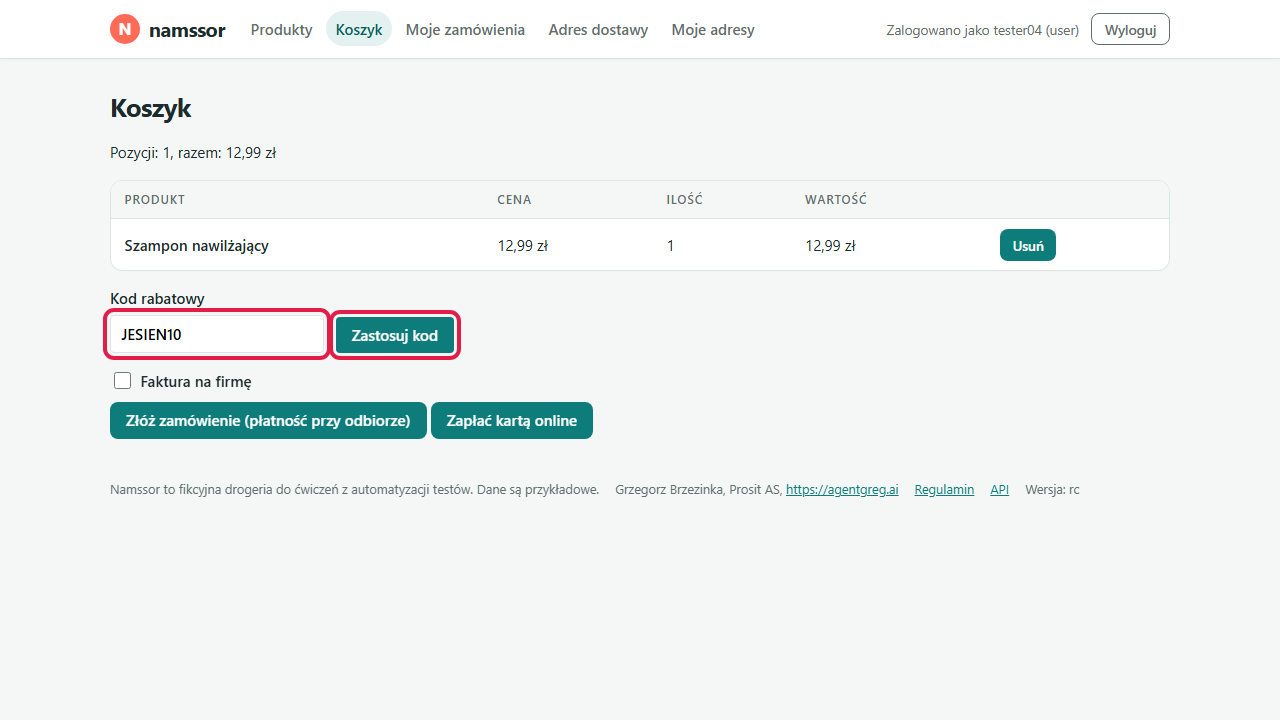 N namssor Produkty Koszyk Moje zamówienia Adres dostawy Moje adresy Zalogowano jako tester04 (user) Wyloguj
Koszyk
Pozycji: 1, razem: 12,99 zł
PRODUKT CENA ILOŚĆ WARTOŚĆ
Szampon nawilżający 12,99 zł 1 12,99 zł Usuń
Kod rabatowy
JESIEN10 Zastosuj kod
Faktura na firmę
Złóż zamówienie (płatność przy odbiorze) Zapłać kartą online
Namssor to fikcyjna drogeria do ćwiczeń z automatyzacji testów. Dane są przykładowe. Grzegorz Brzezinka, Prosit AS, https://agentgreg.ai Regulamin API Wersja: rc